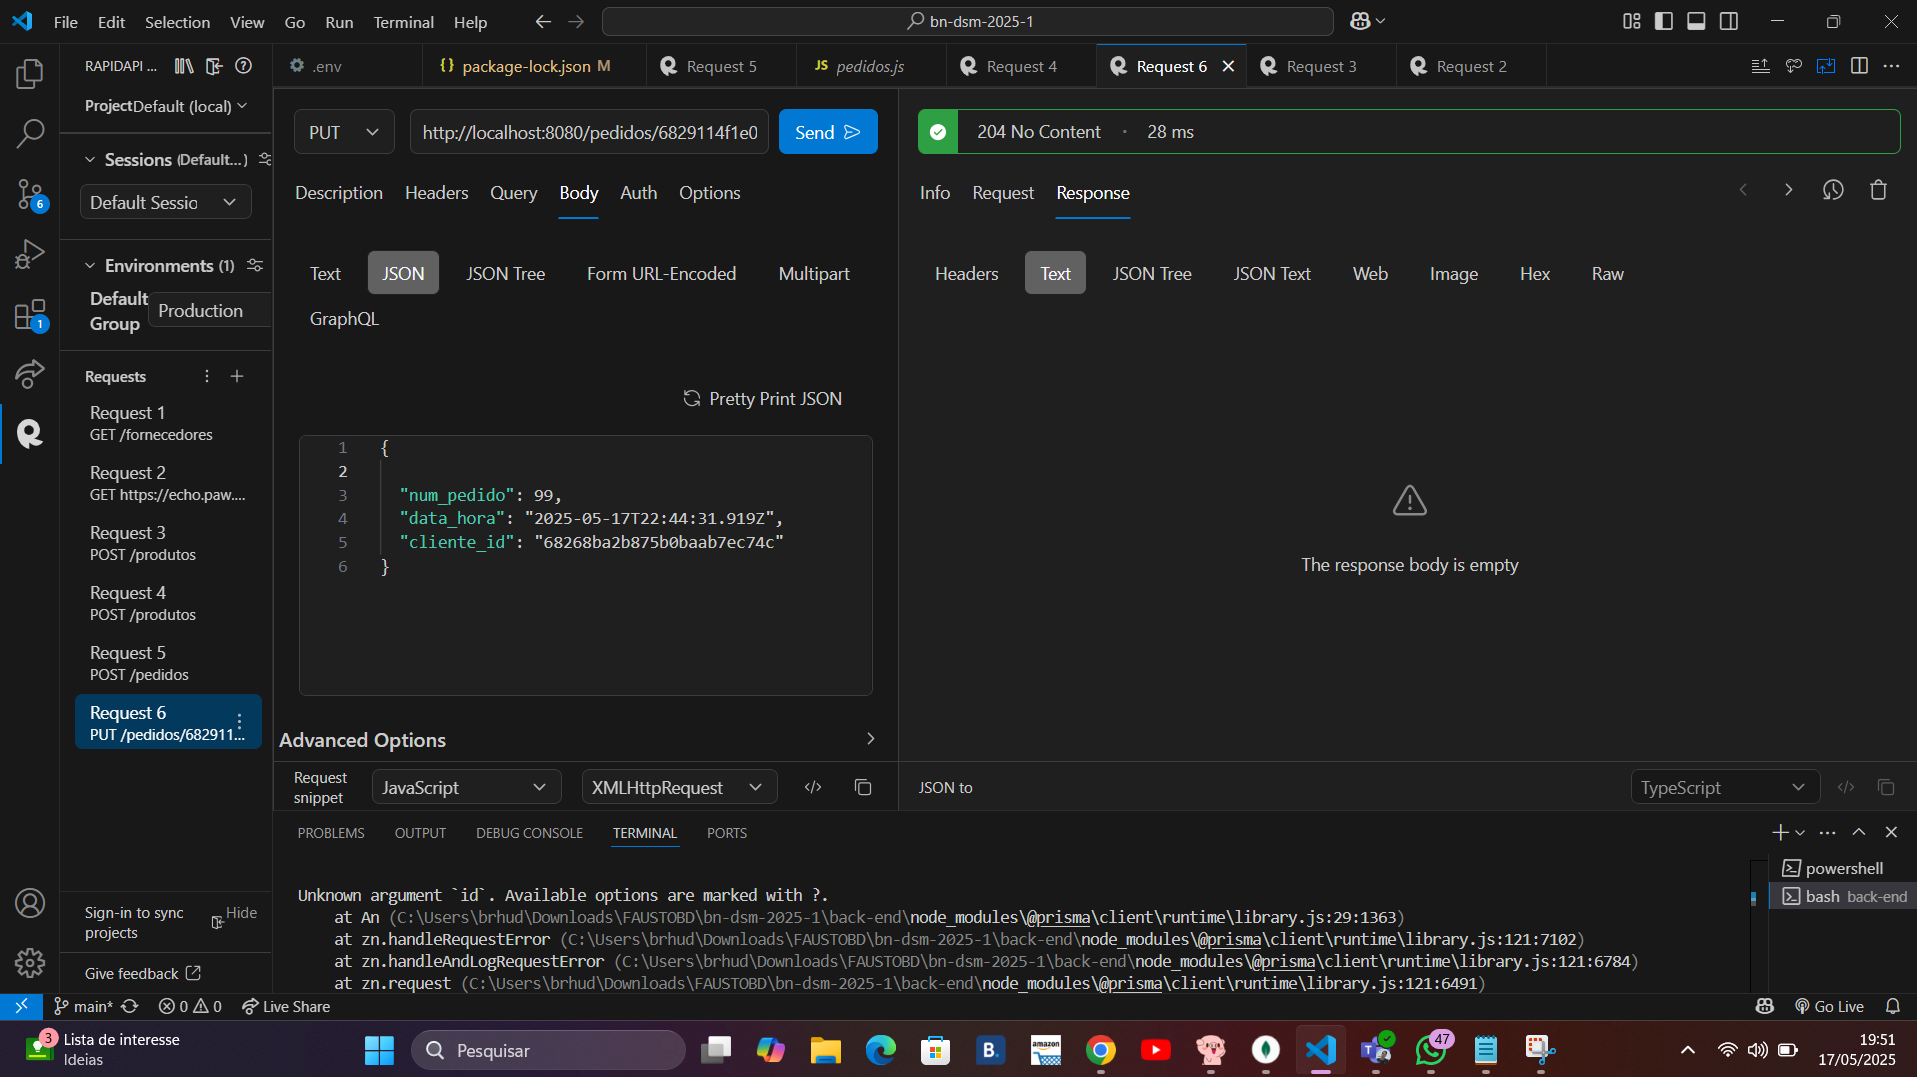 File Edit Selection View Go Run Terminal Help
bn-dsm-2025-1
RAPIDAPI ...
.env
{} package-lock.json M
Request 5
JS pedidos.js
Request 4
Request 6
Request 3
Request 2
Project Default (local)
Sessions (Default...)
Default Sessio
Environments (1)
Default Group
Production
Requests
Request 1
GET /fornecedores
Request 2
GET https://echo.paw....
Request 3
POST /produtos
Request 4
POST /produtos
Request 5
POST /pedidos
Request 6
PUT /pedidos/682911...
Sign-in to sync projects
Hide
Give feedback
PUT
http://localhost:8080/pedidos/6829114f1e0
Send
Description Headers Query Body Auth Options
Text JSON JSON Tree Form URL-Encoded Multipart
GraphQL
Pretty Print JSON
1 {
2
3 "num_pedido": 99,
4 "data_hora": "2025-05-17T22:44:31.919Z",
5 "cliente_id": "68268ba2b875b0baab7ec74c"
6 }
Advanced Options
Request snippet
JavaScript
XMLHttpRequest
204 No Content · 28 ms
Info Request Response
Headers Text JSON Tree JSON Text Web Image Hex Raw
The response body is empty
JSON to
TypeScript
PROBLEMS OUTPUT DEBUG CONSOLE TERMINAL PORTS
Unknown argument `id`. Available options are marked with ?.
at An (C:\Users\brhud\Downloads\FAUSTOBD\bn-dsm-2025-1\back-end\node_modules\@prisma\client\runtime\library.js:29:1363)
at zn.handleRequestError (C:\Users\brhud\Downloads\FAUSTOBD\bn-dsm-2025-1\back-end\node_modules\@prisma\client\runtime\library.js:121:7102)
at zn.handleAndLogRequestError (C:\Users\brhud\Downloads\FAUSTOBD\bn-dsm-2025-1\back-end\node_modules\@prisma\client\runtime\library.js:121:6784)
at zn.request (C:\Users\brhud\Downloads\FAUSTOBD\bn-dsm-2025-1\back-end\node_modules\@prisma\client\runtime\library.js:121:6491)
powershell
bash back-end
6
1
main* 0 0 Live Share
Go Live
3
Lista de interesse
Ideias
Pesquisar
B.
amazon
T
47
19:51
17/05/2025